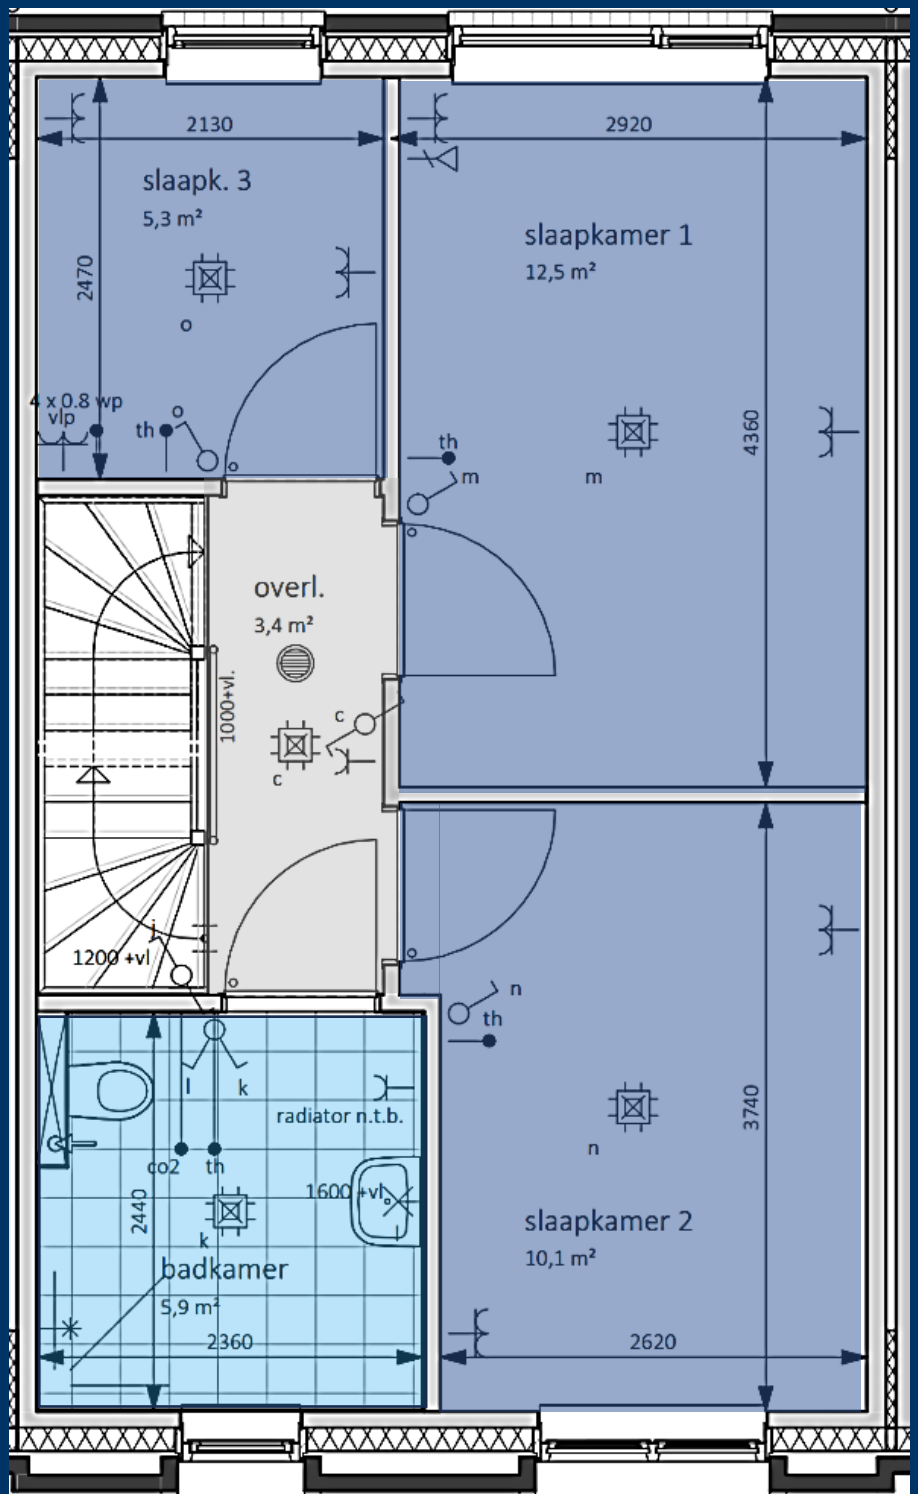 2130
2920
slaapk. 3
5,3 m²
slaapkamer 1
12,5 m²
2470
o
4 x 0.8 wp
vlp
th
o
4360
th
m
m
overl.
3,4 m²
1000+vl.
c
c
j
1200 +vl
n
th
l
k
radiator n.t.b.
co2
th
1600 +vl
2440
k
badkamer
5,9 m²
2360
3740
n
slaapkamer 2
10,1 m²
2620